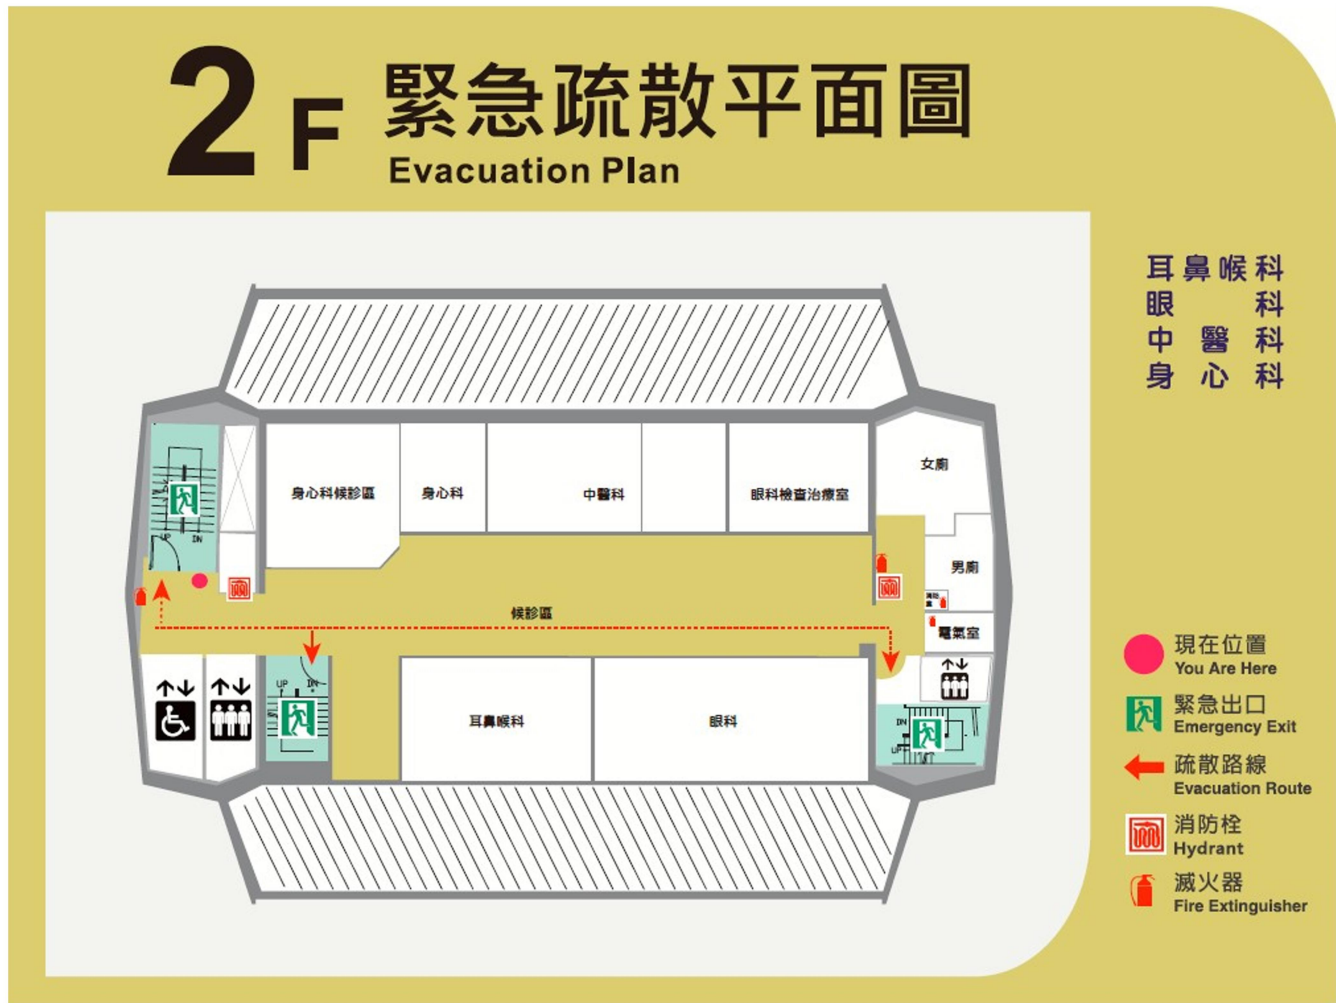 2F 緊急疏散平面圖
Evacuation Plan
耳鼻喉科
眼科
中醫科
身心科
女廁
身心科候診區
身心科
中醫科
眼科檢查治療室
UP DN
男廁
候診區
電氣室
UP DN
耳鼻喉科
眼科
DN
UP
現在位置
You Are Here
緊急出口
Emergency Exit
疏散路線
Evacuation Route
消防栓
Hydrant
滅火器
Fire Extinguisher